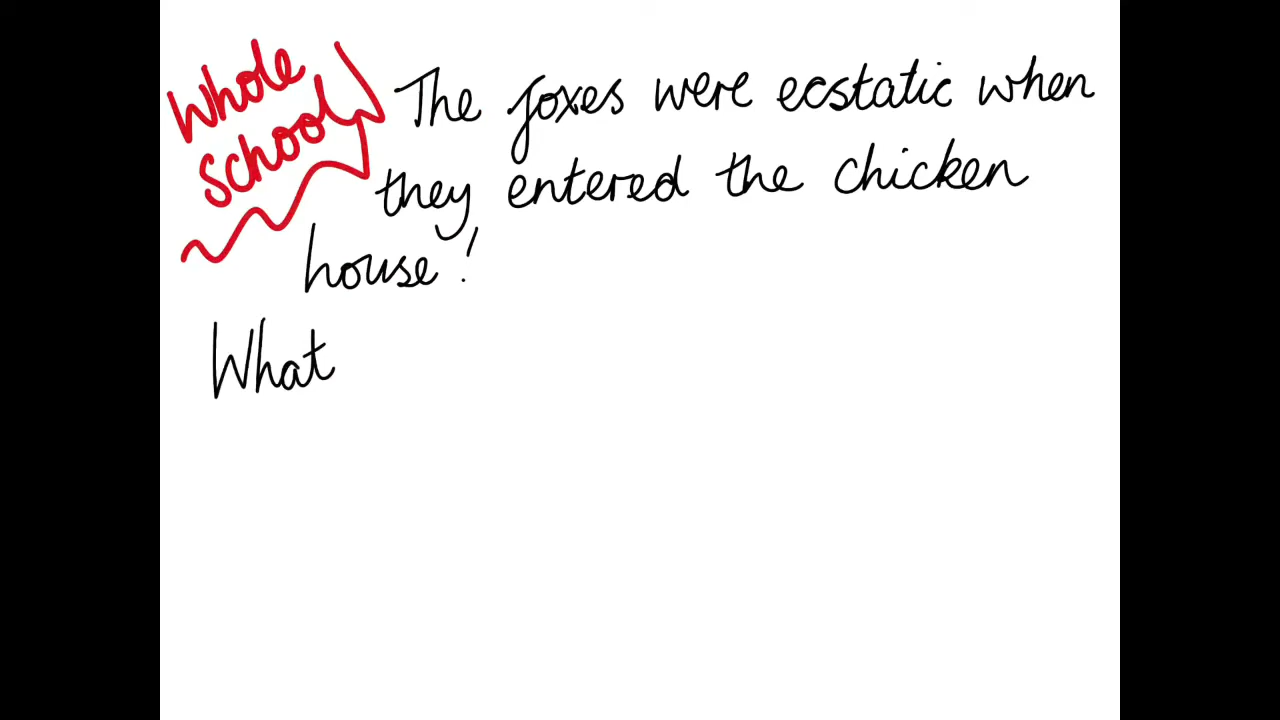 Whole
School
The foxes were ecstatic when
they entered the chicken
house!
What